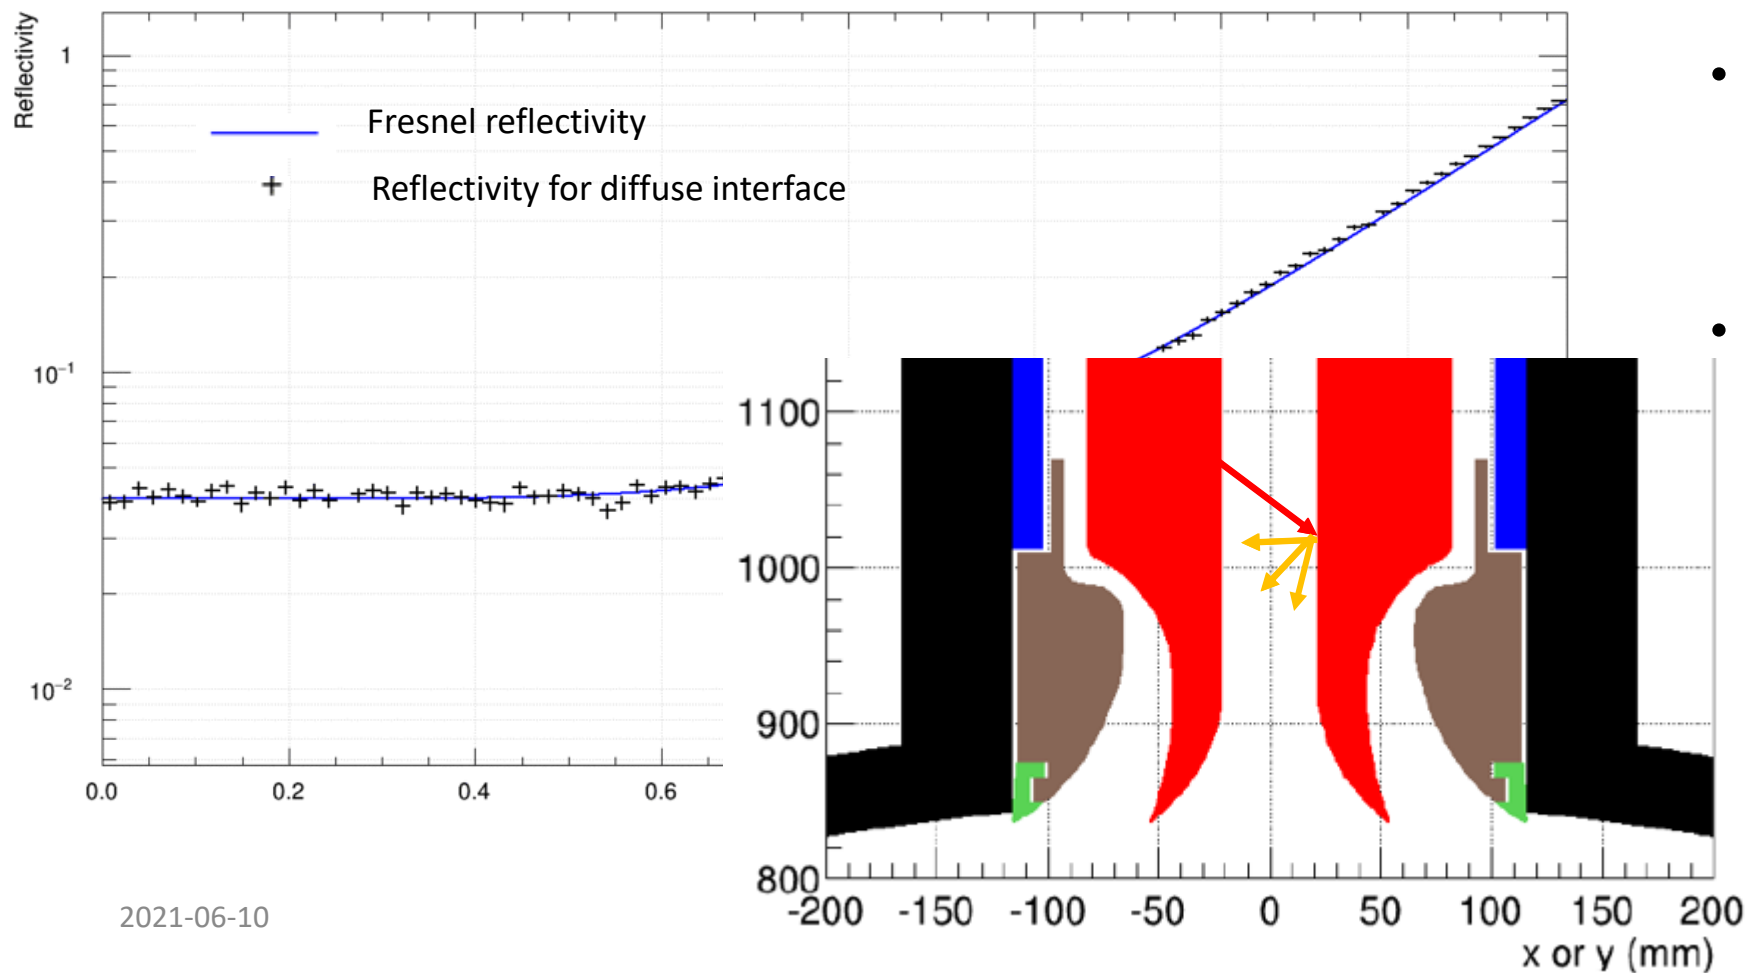 Reflectivity
1
10⁻¹
10⁻²
Fresnel reflectivity
Reflectivity for diffuse interface
0.0 0.2 0.4 0.6
1100
1000
900
800
-200 -150 -100 -50 0 50 100 150 200
x or y (mm)
2021-06-10